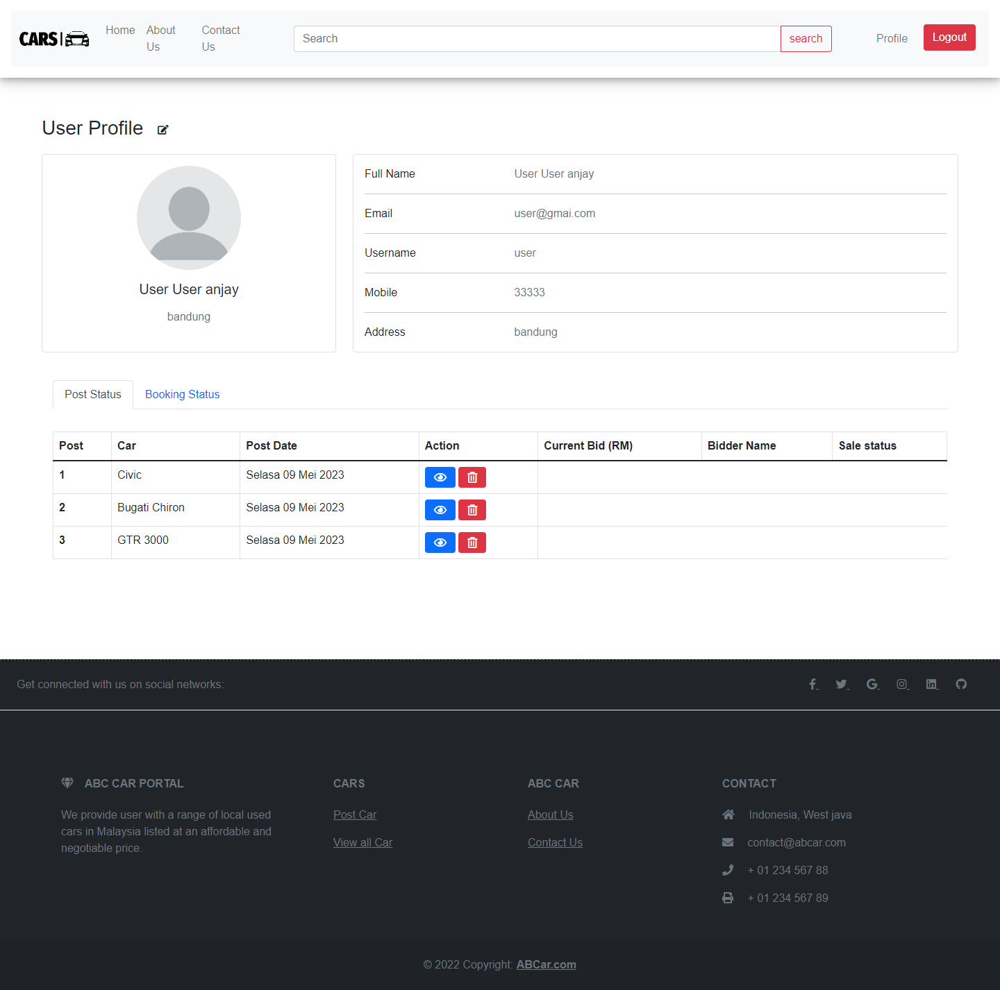 CARS
Home
About Us
Contact Us
Search
search
Profile
Logout
User Profile
User User anjay
bandung
Full Name User User anjay
Email user@gmai.com
Username user
Mobile 33333
Address bandung
Post Status Booking Status
Post Car Post Date Action Current Bid (RM) Bidder Name Sale status
1 Civic Selasa 09 Mei 2023
2 Bugati Chiron Selasa 09 Mei 2023
3 GTR 3000 Selasa 09 Mei 2023
Get connected with us on social networks:
ABC CAR PORTAL
We provide user with a range of local used
cars in Malaysia listed at an affordable and
negotiable price.
CARS
Post Car
View all Car
ABC CAR
About Us
Contact Us
CONTACT
Indonesia, West java
contact@abcar.com
+ 01 234 567 88
+ 01 234 567 89
© 2022 Copyright: ABCar.com